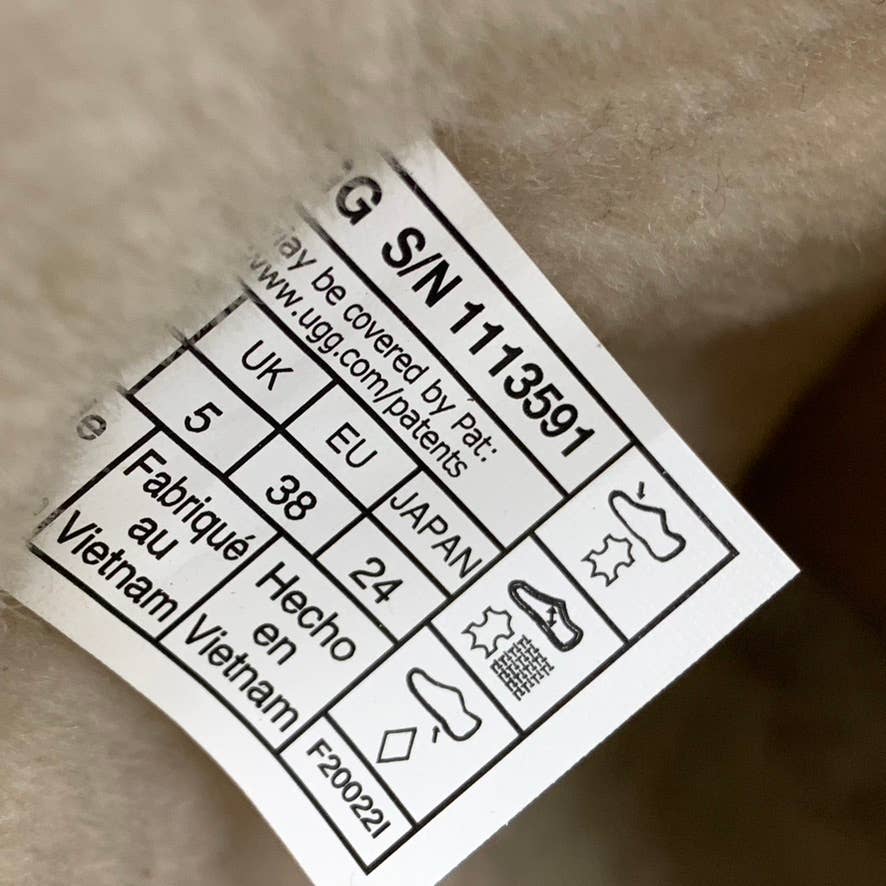 G S/N 1113591
may be covered by Pat:
www.ugg.com/patents
UK EU JAPAN
5 38 24
Fabriqué
au
Vietnam
Hecho
en
Vietnam
F20022I